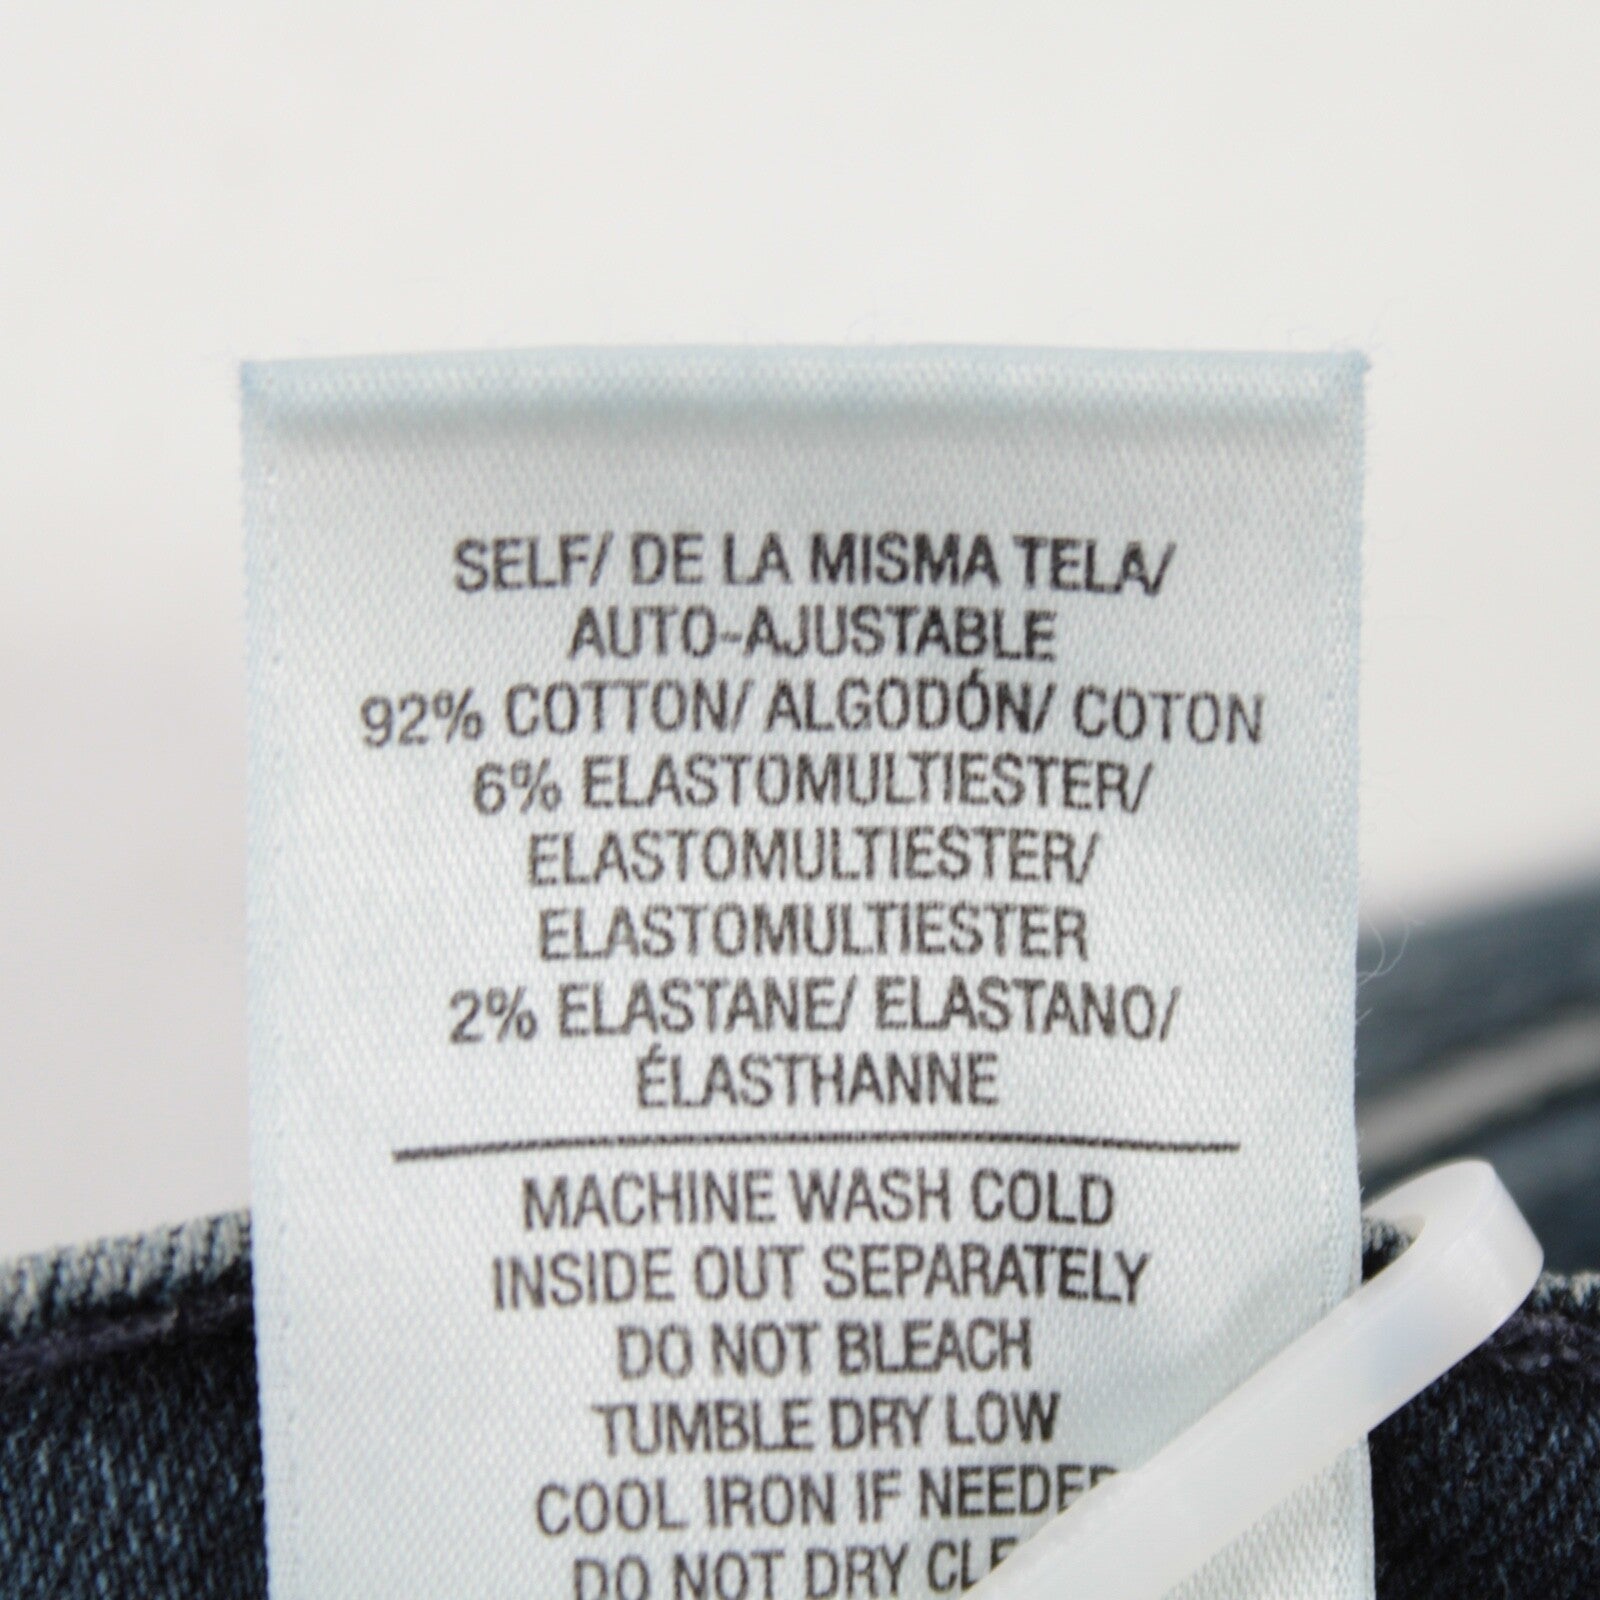 SELF/ DE LA MISMA TELA/
AUTO-AJUSTABLE
92% COTTON/ ALGODÓN/ COTON
6% ELASTOMULTIESTER/
ELASTOMULTIESTER/
ELASTOMULTIESTER
2% ELASTANE/ ELASTANO/
ÉLASTHANNE
MACHINE WASH COLD
INSIDE OUT SEPARATELY
DO NOT BLEACH
TUMBLE DRY LOW
COOL IRON IF
DO NOT DRY